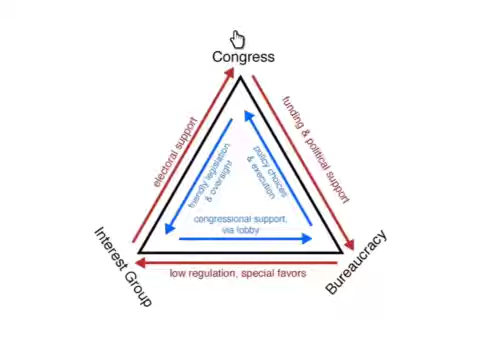 Congress
electoral support
funding & political support
friendly legislation
& oversight
policy choices
& execution
congressional support,
via lobby
Interest Group
Bureaucracy
low regulation, special favors